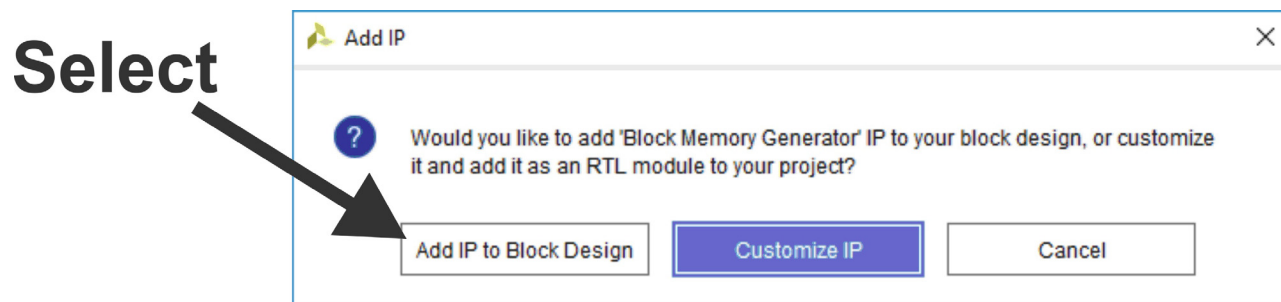 Select
Add IP
Would you like to add 'Block Memory Generator' IP to your block design, or customize
it and add it as an RTL module to your project?
Add IP to Block Design
Customize IP
Cancel